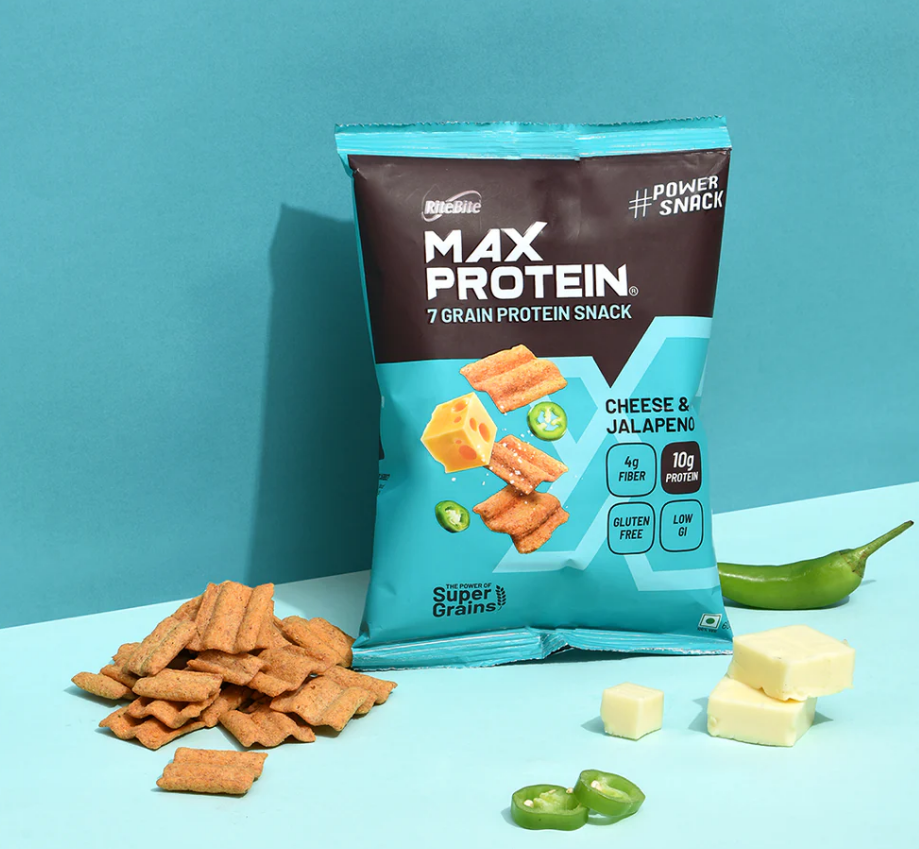 RiteBite
#POWER
SNACK
MAX
PROTEIN®
7 GRAIN PROTEIN SNACK
CHEESE &
JALAPENO
4g
FIBER
10g
PROTEIN
GLUTEN
FREE
LOW
GI
THE POWER OF
Super
Grains